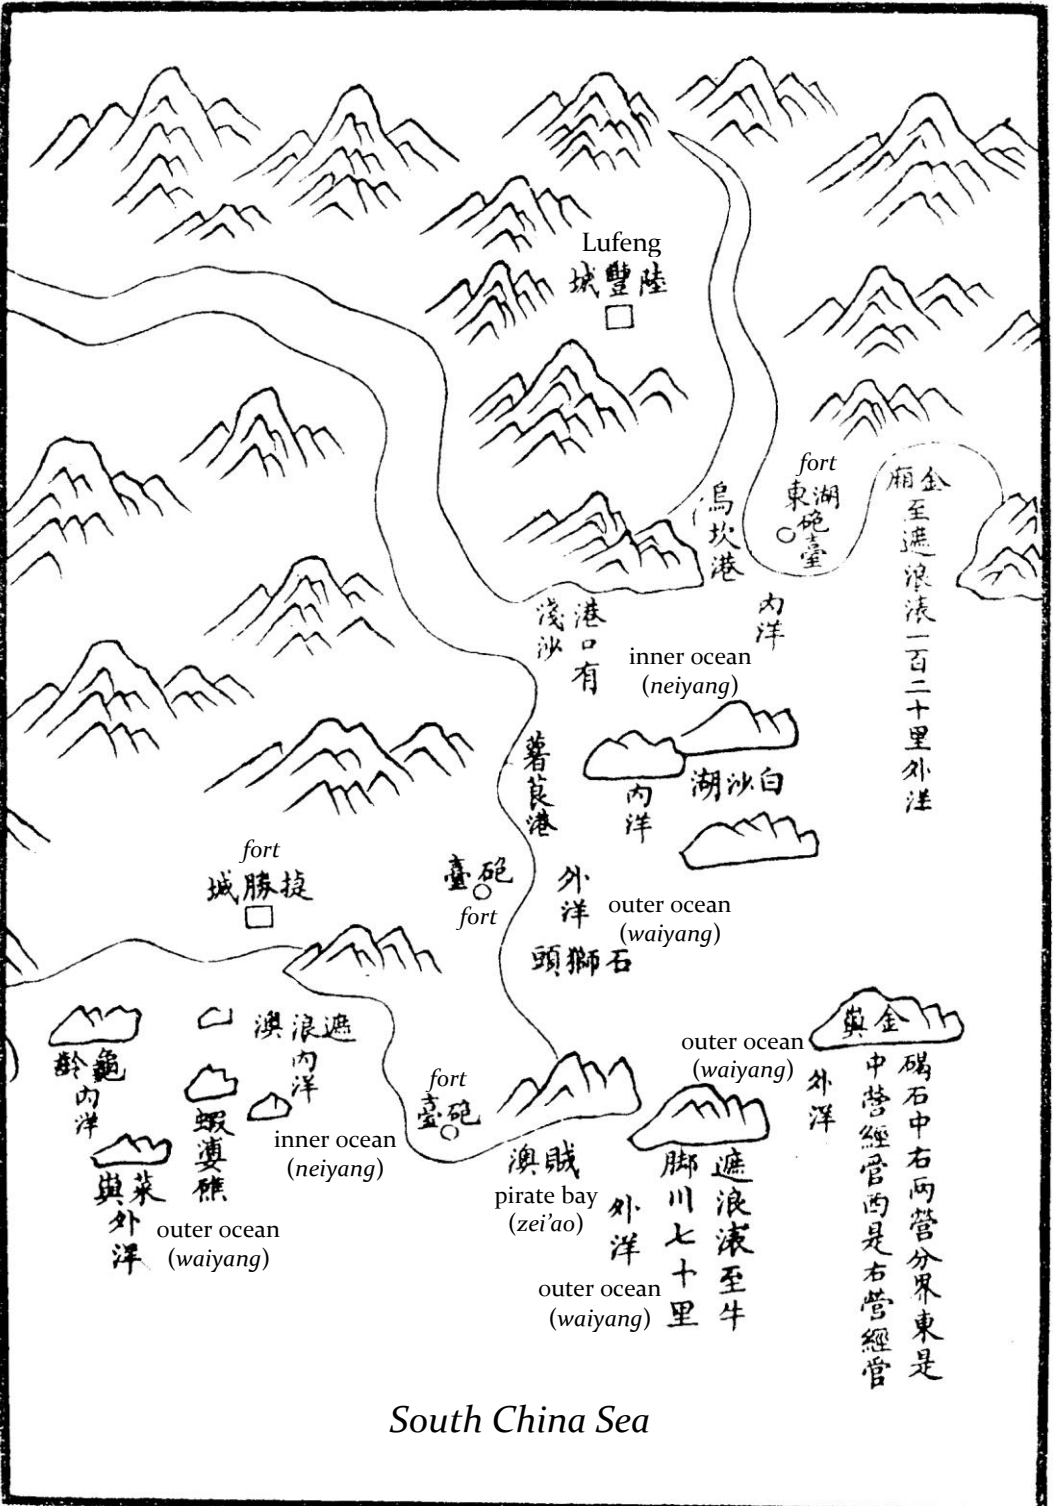 Lufeng
陸豐城
fort
湖東
砲臺
金廂至遮浪一百二十里外洋
烏坎港
內洋
港口有
淺沙
inner ocean
(neiyang)
薯莨港
白沙湖
內洋
fort
捷勝城
砲臺
fort
外洋
outer ocean
(waiyang)
石獅頭
金與
outer ocean
(waiyang)
外洋
碣石中右兩營分界東是
中營經管西是右營經管
遮浪澳
內洋
龜齡
內洋
蝦婆礁
inner ocean
(neiyang)
菜與
外洋
outer ocean
(waiyang)
fort
砲臺
賊澳
pirate bay
(zei'ao)
外洋
outer ocean
(waiyang)
遮浪至牛
脚川七十里
South China Sea